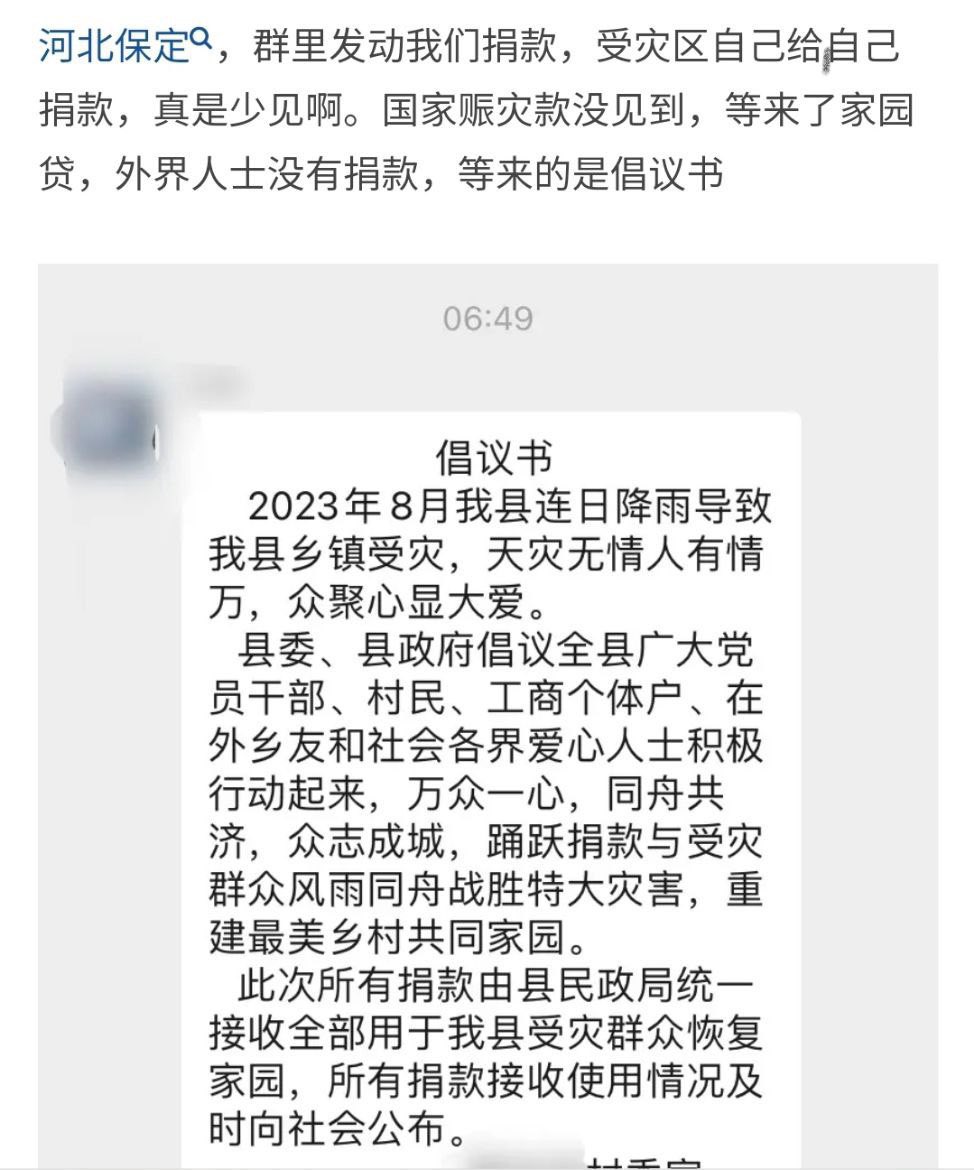 河北保定，群里发动我们捐款，受灾区自己给自己
捐款，真是少见啊。国家赈灾款没见到，等来了家园
贷，外界人士没有捐款，等来的是倡议书
06:49
倡议书
2023年8月我县连日降雨导致
我县乡镇受灾，天灾无情人有情
万，众聚心显大爱。
县委、县政府倡议全县广大党
员干部、村民、工商个体户、在
外乡友和社会各界爱心人士积极
行动起来，万众一心，同舟共
济，众志成城，踊跃捐款与受灾
群众风雨同舟战胜特大灾害，重
建最美乡村共同家园。
此次所有捐款由县民政局统一
接收全部用于我县受灾群众恢复
家园，所有捐款接收使用情况及
时向社会公布。